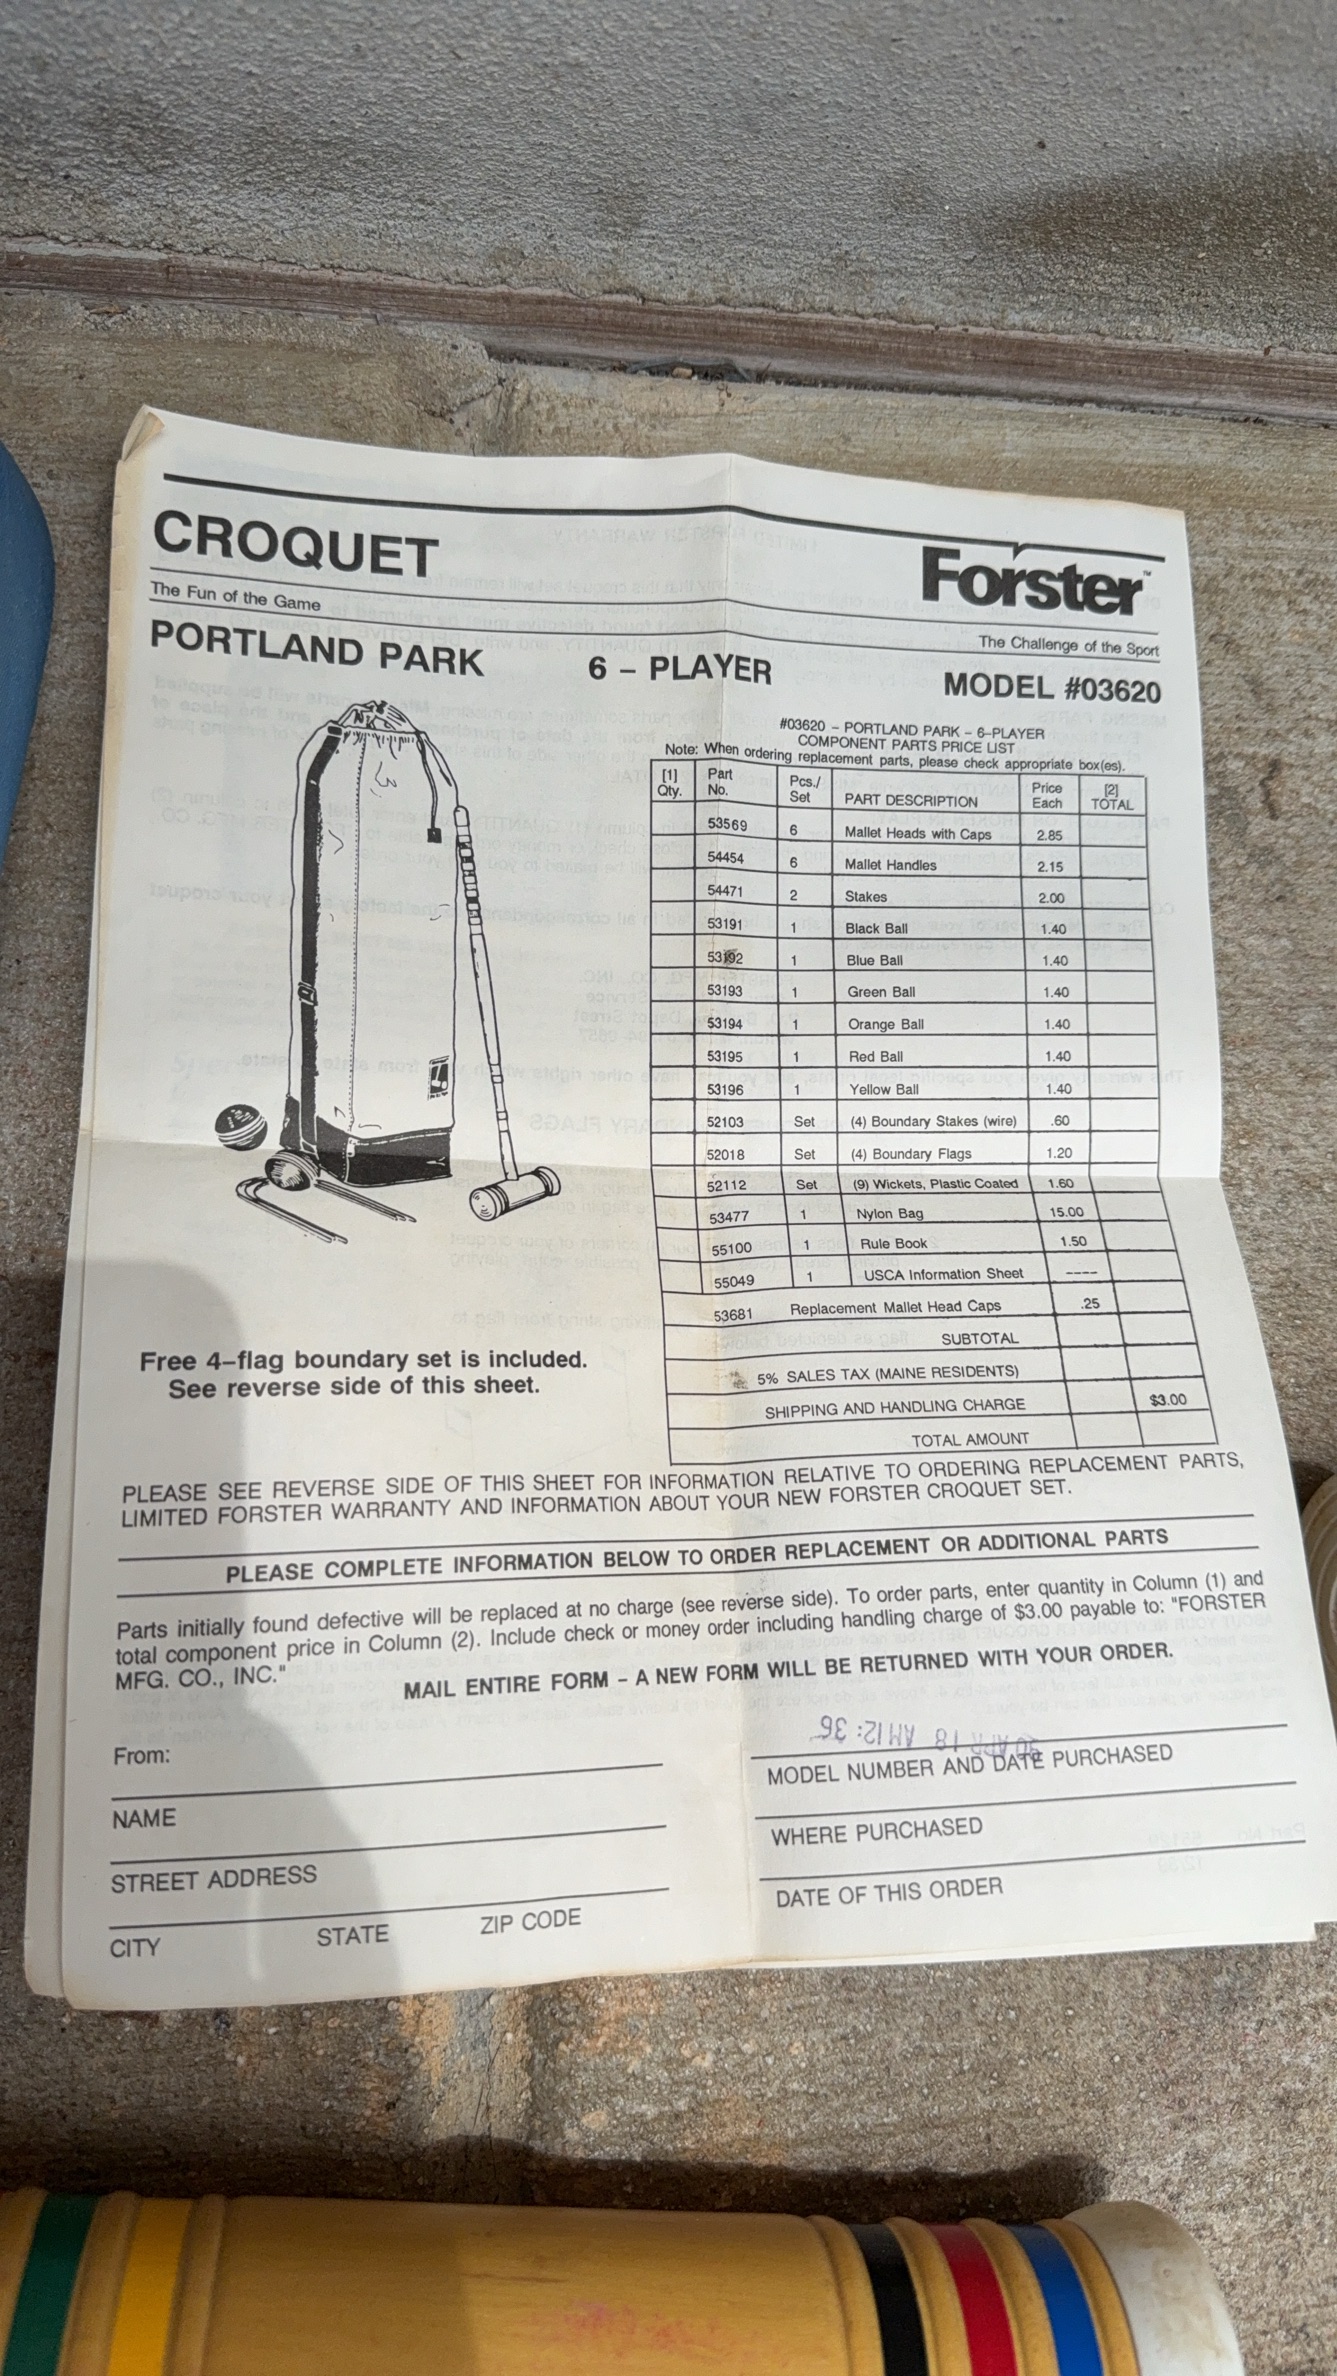 CROQUET
Forster™
The Fun of the Game
The Challenge of the Sport
PORTLAND PARK 6 – PLAYER MODEL #03620
#03620 – PORTLAND PARK – 6–PLAYER
COMPONENT PARTS PRICE LIST
Note: When ordering replacement parts, please check appropriate box(es).
[1] Qty. Part No. Pcs./ Set PART DESCRIPTION Price Each [2] TOTAL
53569 6 Mallet Heads with Caps 2.85
54454 6 Mallet Handles 2.15
54471 2 Stakes 2.00
53191 1 Black Ball 1.40
53192 1 Blue Ball 1.40
53193 1 Green Ball 1.40
53194 1 Orange Ball 1.40
53195 1 Red Ball 1.40
53196 1 Yellow Ball 1.40
52103 Set (4) Boundary Stakes (wire) .60
52018 Set (4) Boundary Flags 1.20
52112 Set (9) Wickets, Plastic Coated 1.60
53477 1 Nylon Bag 15.00
55100 1 Rule Book 1.50
55049 1 USCA Information Sheet ----
53681 Replacement Mallet Head Caps .25
SUBTOTAL
5% SALES TAX (MAINE RESIDENTS)
SHIPPING AND HANDLING CHARGE $3.00
TOTAL AMOUNT
Free 4–flag boundary set is included.
See reverse side of this sheet.
PLEASE SEE REVERSE SIDE OF THIS SHEET FOR INFORMATION RELATIVE TO ORDERING REPLACEMENT PARTS,
LIMITED FORSTER WARRANTY AND INFORMATION ABOUT YOUR NEW FORSTER CROQUET SET.
PLEASE COMPLETE INFORMATION BELOW TO ORDER REPLACEMENT OR ADDITIONAL PARTS
Parts initially found defective will be replaced at no charge (see reverse side). To order parts, enter quantity in Column (1) and
total component price in Column (2). Include check or money order including handling charge of $3.00 payable to: "FORSTER
MFG. CO., INC."
MAIL ENTIRE FORM – A NEW FORM WILL BE RETURNED WITH YOUR ORDER.
90 APR 18 AM 12: 36
From:
MODEL NUMBER AND DATE PURCHASED
NAME
WHERE PURCHASED
STREET ADDRESS
DATE OF THIS ORDER
CITY STATE ZIP CODE